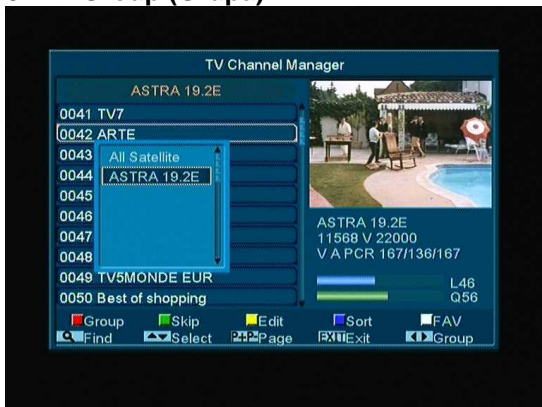 TV Channel Manager
ASTRA 19.2E
0041 TV7
0042 ARTE
0043
0044
0045
0046
0047
0048
0049 TV5MONDE EUR
0050 Best of shopping
All Satellite
ASTRA 19.2E
ASTRA 19.2E
11568 V 22000
V A PCR 167/136/167
L46
Q56
Group Skip Edit Sort FAV
Find Select P+P- Page EXIT Exit Group